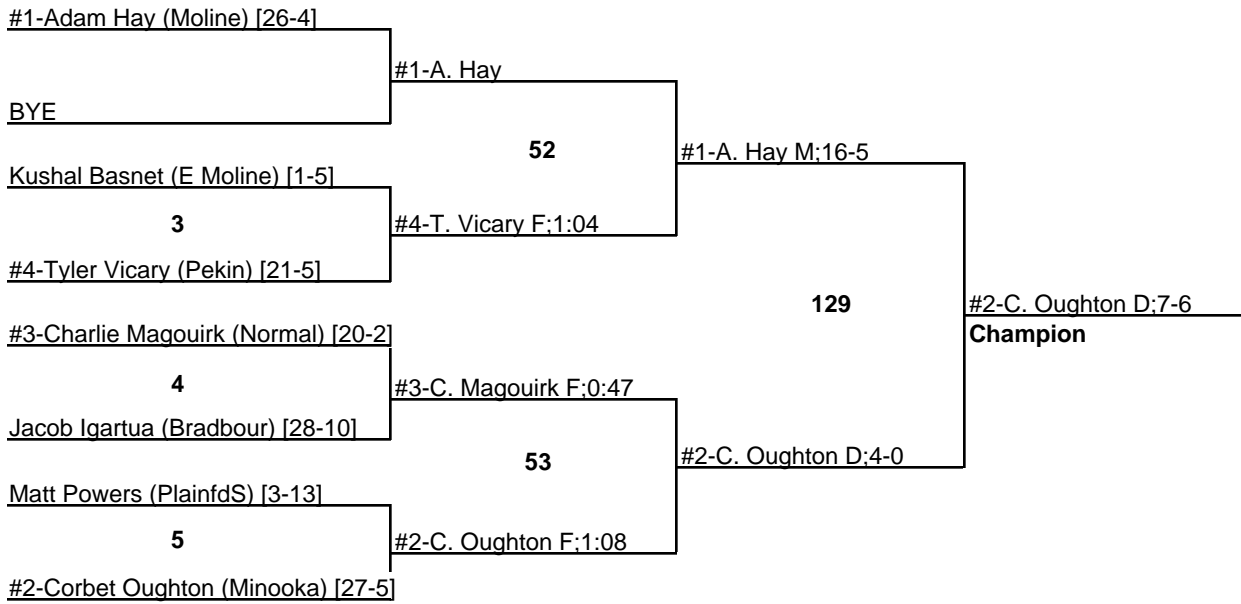 #1-Adam Hay (Moline) [26-4]
#1-A. Hay
BYE
52
#1-A. Hay M;16-5
Kushal Basnet (E Moline) [1-5]
3
#4-T. Vicary F;1:04
#4-Tyler Vicary (Pekin) [21-5]
129
#2-C. Oughton D;7-6
Champion
#3-Charlie Magouirk (Normal) [20-2]
4
#3-C. Magouirk F;0:47
Jacob Igartua (Bradbour) [28-10]
53
#2-C. Oughton D;4-0
Matt Powers (PlainfdS) [3-13]
5
#2-C. Oughton F;1:08
#2-Corbet Oughton (Minooka) [27-5]